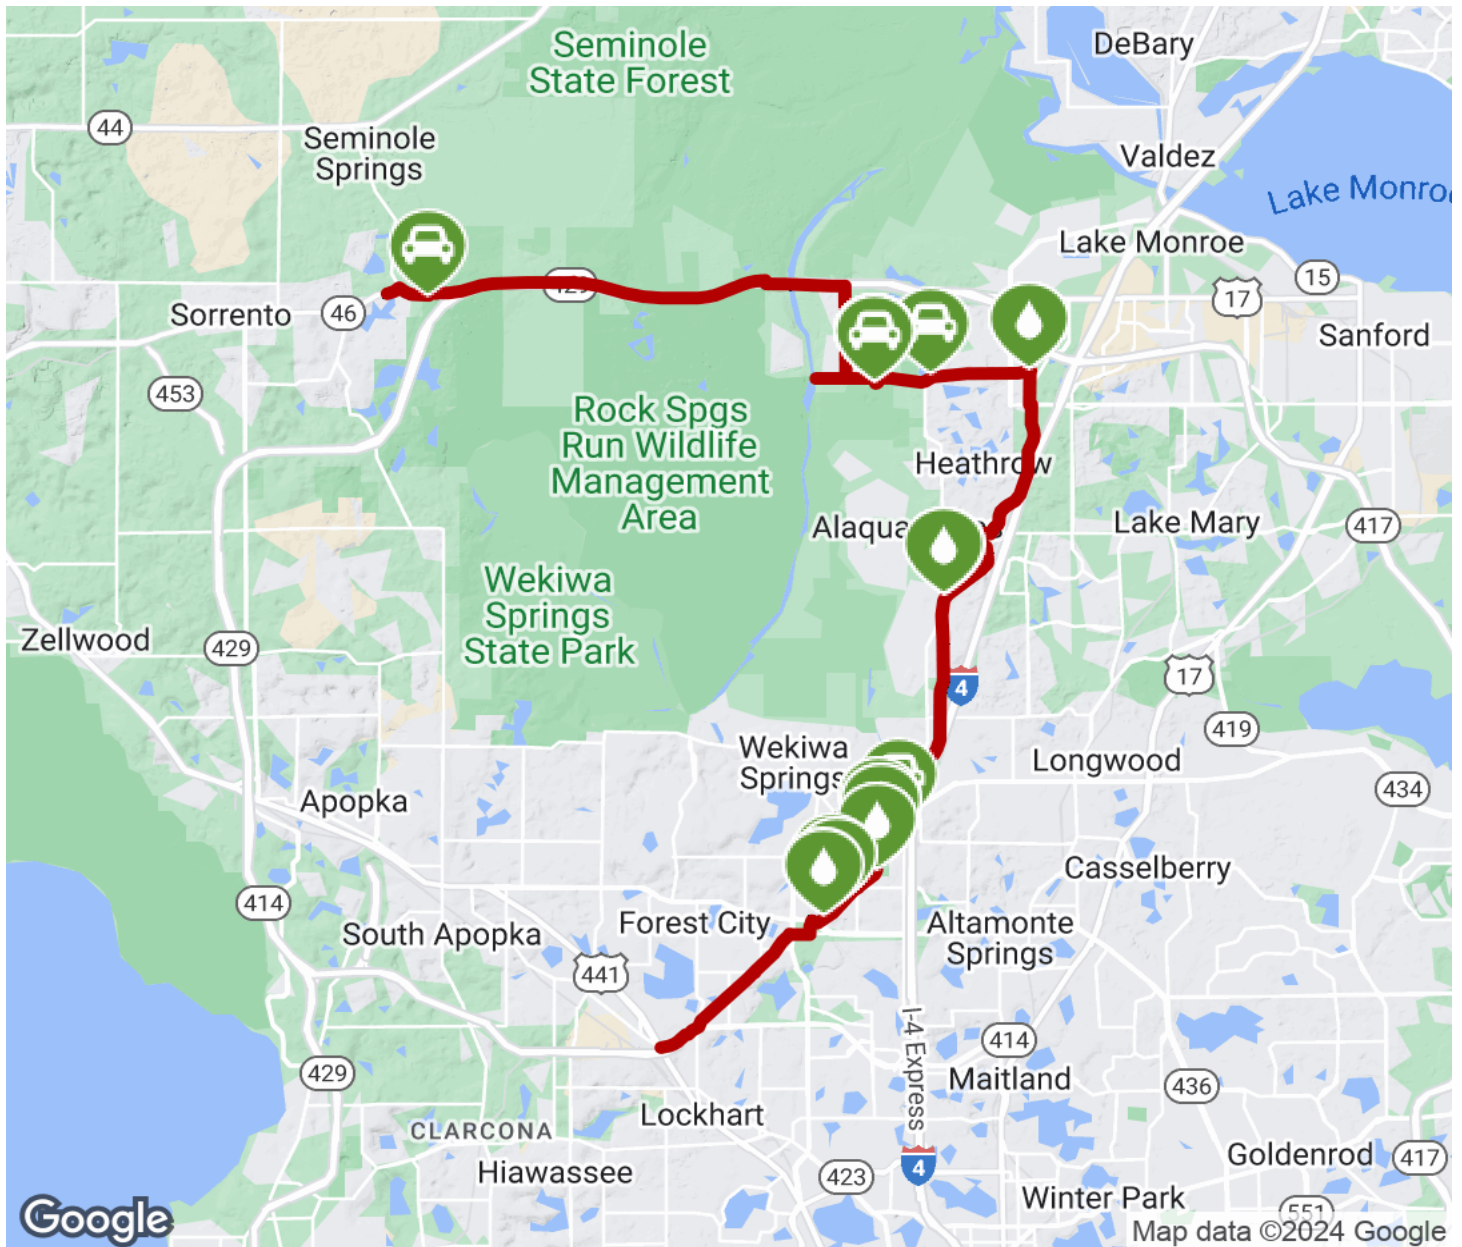 DeBary
Seminole
State Forest
44
Seminole
Springs
Valdez
Lake Monro
Lake Monroe
15
17
429
46
Sorrento
Sanford
453
Rock Spgs
Run Wildlife
Management
Area
Heathrow
Lake Mary
417
Alaqua
Wekiwa
Springs
State Park
Zellwood
429
17
4
419
Wekiwa
Springs
Longwood
434
Apopka
Casselberry
414
Forest City
Altamonte
Springs
South Apopka
441
I-4 Express
414
429
Maitland
436
Lockhart
CLARCONA
Goldenrod
417
Hiawassee
4
423
Winter Park
551
Google
Map data ©2024 Google